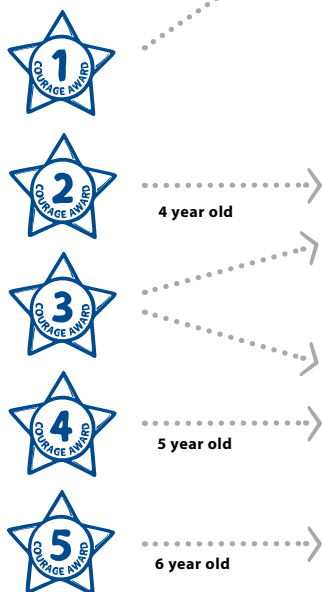 1
COURAGE AWARD
2
COURAGE AWARD
4 year old
3
COURAGE AWARD
4
COURAGE AWARD
5 year old
5
COURAGE AWARD
6 year old